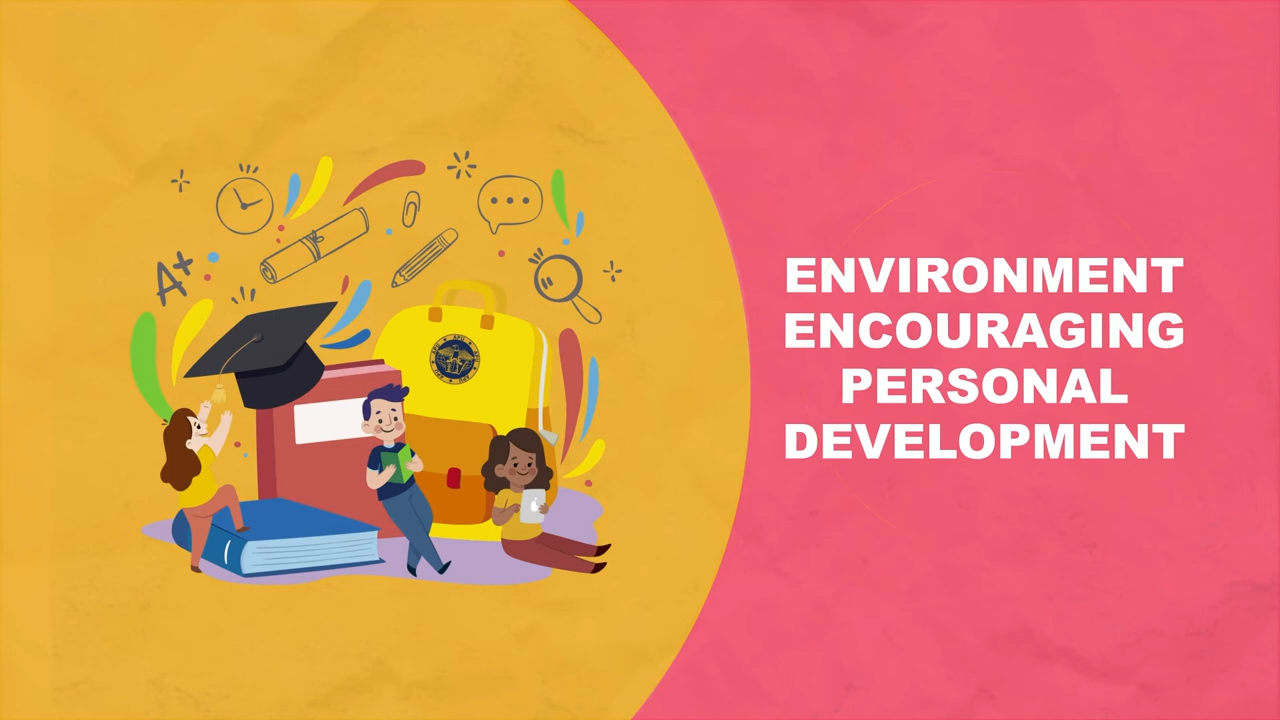 A+
ENVIRONMENT
ENCOURAGING
PERSONAL
DEVELOPMENT